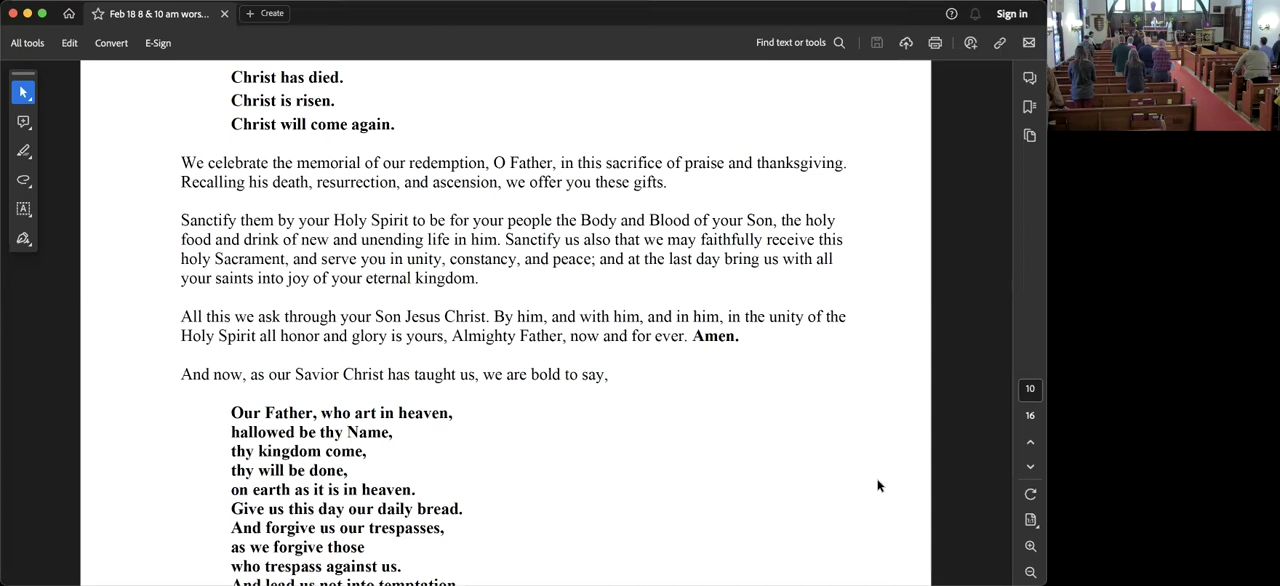 Feb 18 8 & 10 am wors...
Create
Sign in
All tools
Edit
Convert
E-Sign
Find text or tools
Christ has died.
Christ is risen.
Christ will come again.
We celebrate the memorial of our redemption, O Father, in this sacrifice of praise and thanksgiving.
Recalling his death, resurrection, and ascension, we offer you these gifts.
Sanctify them by your Holy Spirit to be for your people the Body and Blood of your Son, the holy
food and drink of new and unending life in him. Sanctify us also that we may faithfully receive this
holy Sacrament, and serve you in unity, constancy, and peace; and at the last day bring us with all
your saints into joy of your eternal kingdom.
All this we ask through your Son Jesus Christ. By him, and with him, and in him, in the unity of the
Holy Spirit all honor and glory is yours, Almighty Father, now and for ever. Amen.
And now, as our Savior Christ has taught us, we are bold to say,
Our Father, who art in heaven,
hallowed be thy Name,
thy kingdom come,
thy will be done,
on earth as it is in heaven.
Give us this day our daily bread.
And forgive us our trespasses,
as we forgive those
who trespass against us.
And lead us not into temptation
10
16